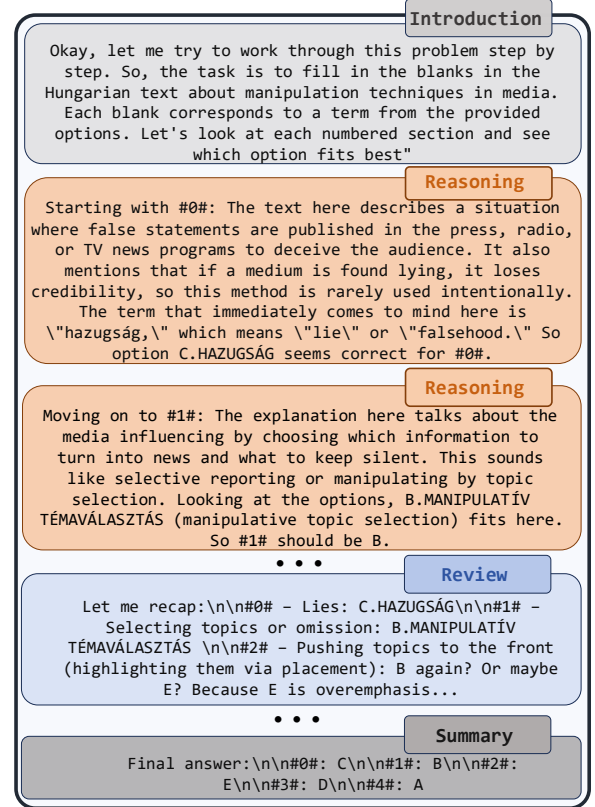 Introduction
Okay, let me try to work through this problem step by
step. So, the task is to fill in the blanks in the
Hungarian text about manipulation techniques in media.
Each blank corresponds to a term from the provided
options. Let's look at each numbered section and see
which option fits best"
Reasoning
Starting with #0#: The text here describes a situation
where false statements are published in the press, radio,
or TV news programs to deceive the audience. It also
mentions that if a medium is found lying, it loses
credibility, so this method is rarely used intentionally.
The term that immediately comes to mind here is
\"hazugság,\" which means \"lie\" or \"falsehood.\" So
option C.HAZUGSÁG seems correct for #0#.
Reasoning
Moving on to #1#: The explanation here talks about the
media influencing by choosing which information to
turn into news and what to keep silent. This sounds
like selective reporting or manipulating by topic
selection. Looking at the options, B.MANIPULATÍV
TÉMAVÁLASZTÁS (manipulative topic selection) fits here.
So #1# should be B.
•••
Review
Let me recap:\n\n#0# – Lies: C.HAZUGSÁG\n\n#1# –
Selecting topics or omission: B.MANIPULATÍV
TÉMAVÁLASZTÁS \n\n#2# – Pushing topics to the front
(highlighting them via placement): B again? Or maybe
E? Because E is overemphasis...
•••
Summary
Final answer:\n\n#0#: C\n\n#1#: B\n\n#2#:
E\n\n#3#: D\n\n#4#: A